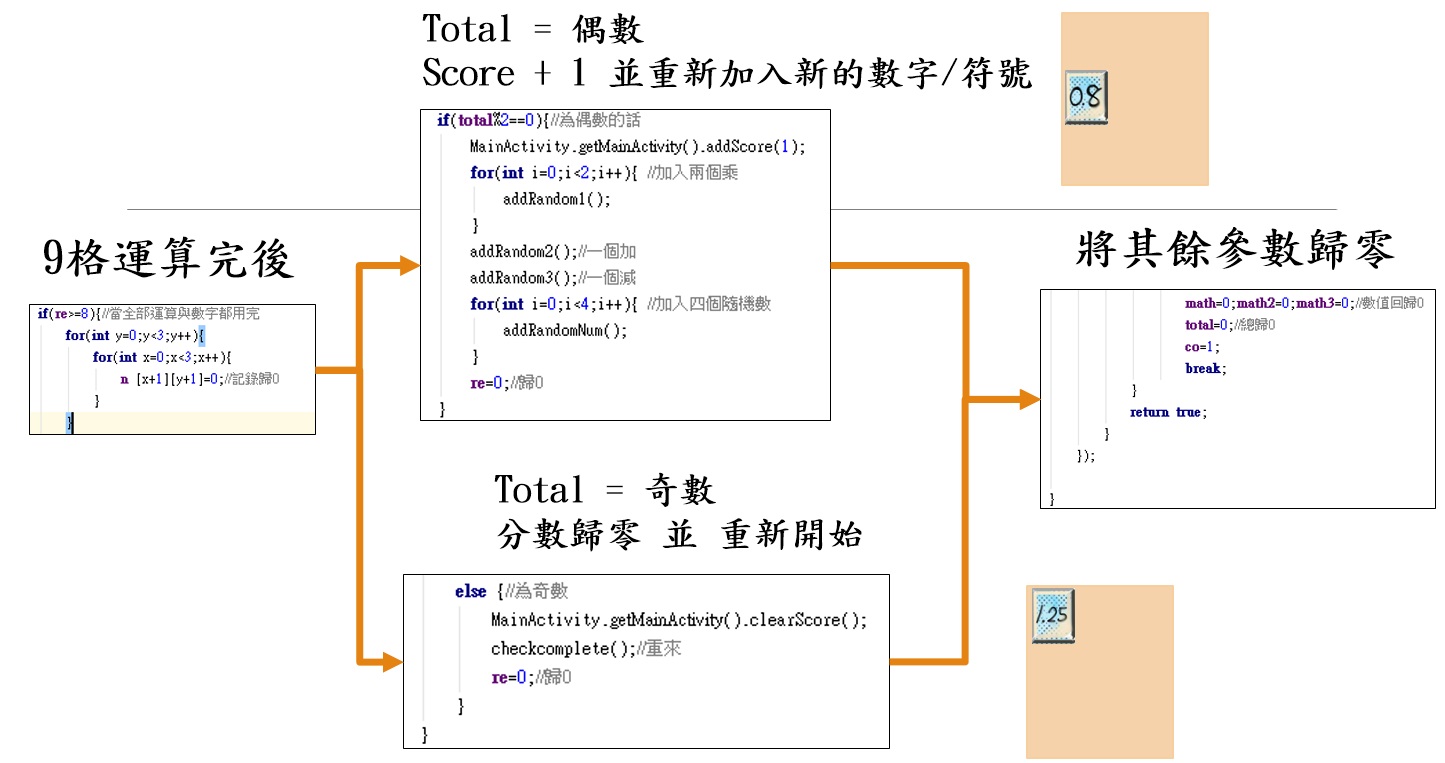 Total = 偶數
Score + 1 並重新加入新的數字/符號
0.8
if(total%2==0){//為偶數的話
MainActivity.getMainActivity().addScore(1);
for(int i=0;i<2;i++){ //加入兩個乘
addRandom1();
}
addRandom2();//一個加
addRandom3();//一個減
for(int i=0;i<4;i++){ //加入四個隨機數
addRandomNum();
}
re=0;//歸0
}
9格運算完後
if(re>=8){//當全部運算與數字都用完
for(int y=0;y<3;y++){
for(int x=0;x<3;x++){
n [x+1][y+1]=0;//記錄歸0
}
}
將其餘參數歸零
math=0;math2=0;math3=0;//數值回歸0
total=0;//總歸0
co=1;
break;
}
return true;
}
});
}
Total = 奇數
分數歸零 並 重新開始
else {//為奇數
MainActivity.getMainActivity().clearScore();
checkcomplete();//重來
re=0;//歸0
}
}
1.25